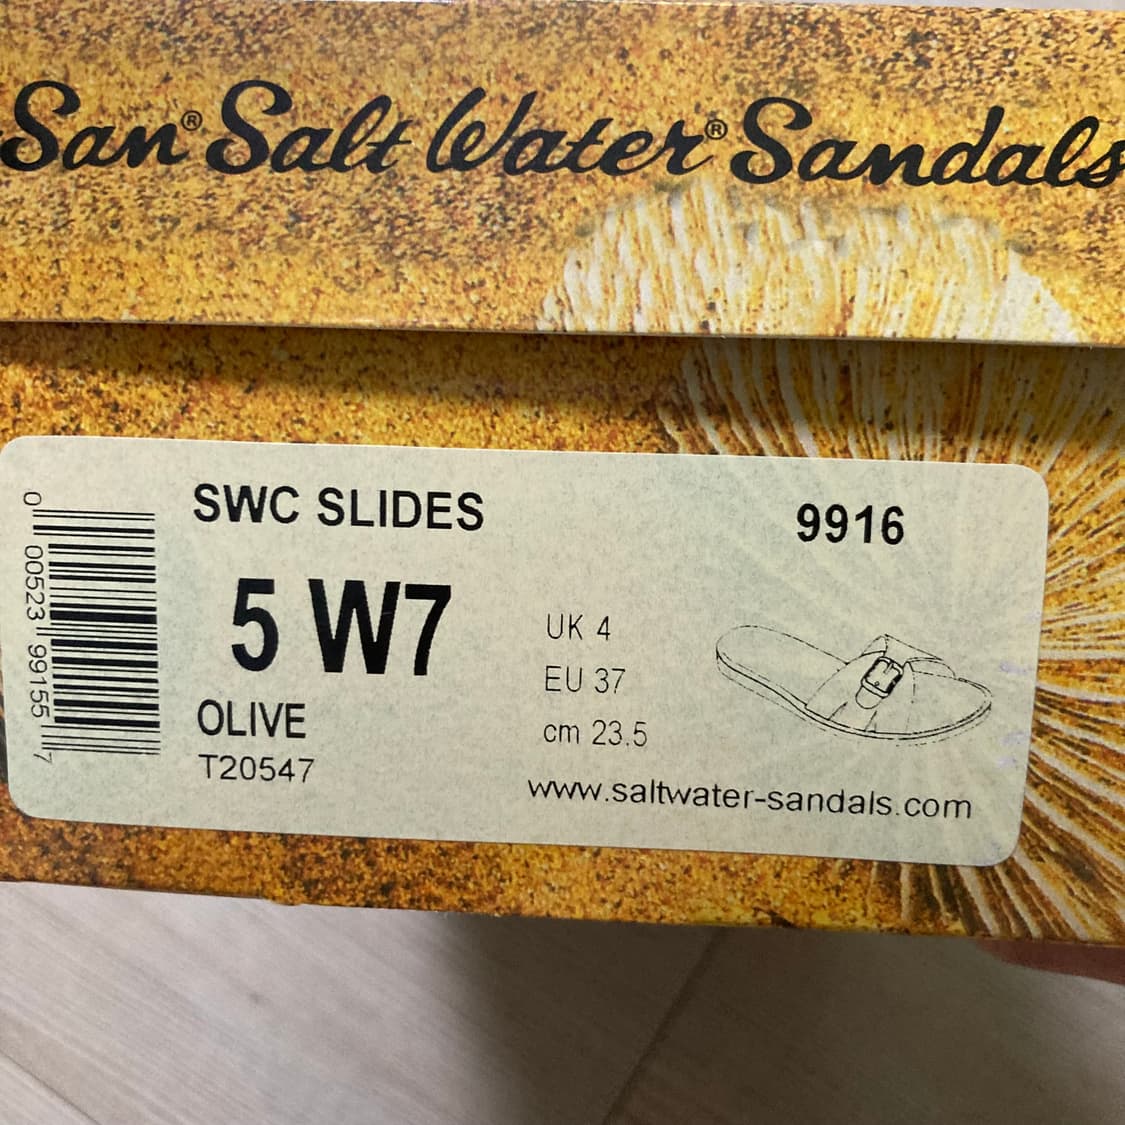 San® Salt Water® Sandals
SWC SLIDES
9916
5 W7
UK 4
EU 37
OLIVE
cm 23.5
T20547
www.saltwater-sandals.com
0 00523 99155 7